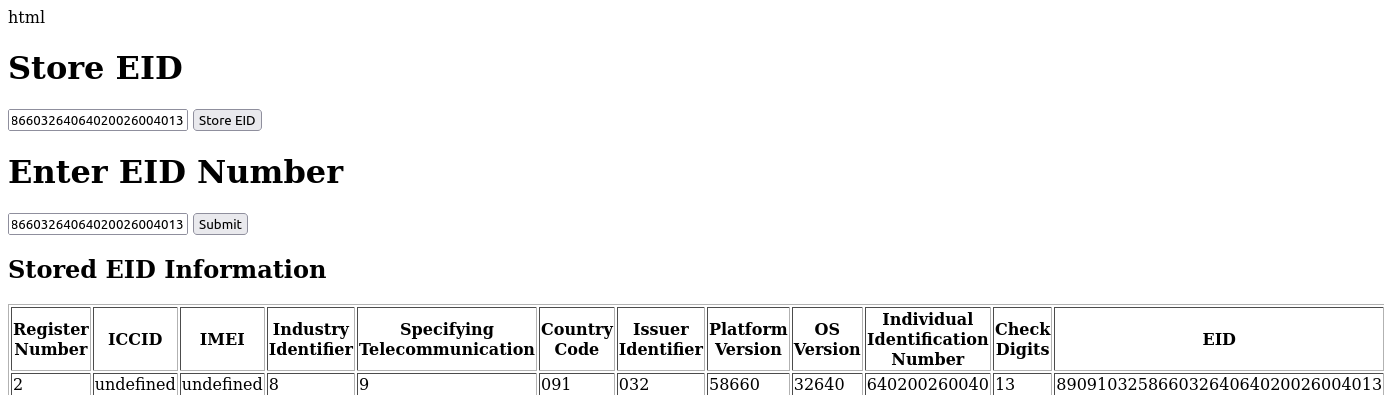 html
Store EID
86603264064020026004013 Store EID
Enter EID Number
86603264064020026004013 Submit
Stored EID Information
Register Number ICCID IMEI Industry Identifier Specifying Telecommunication Country Code Issuer Identifier Platform Version OS Version Individual Identification Number Check Digits EID
2 undefined undefined 8 9 091 032 58660 32640 640200260040 13 89091032586603264064020026004013